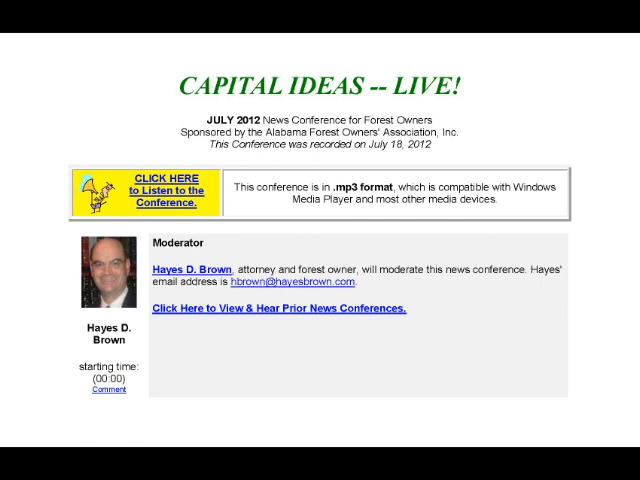 CAPITAL IDEAS -- LIVE!
JULY 2012 News Conference for Forest Owners
Sponsored by the Alabama Forest Owners' Association, Inc.
This Conference was recorded on July 18, 2012
CLICK HERE
to Listen to the
Conference.
This conference is in .mp3 format, which is compatible with Windows
Media Player and most other media devices.
Moderator
Hayes D. Brown, attorney and forest owner, will moderate this news conference. Hayes'
email address is hbrown@hayesbrown.com.
Click Here to View & Hear Prior News Conferences.
Hayes D.
Brown
starting time:
(00:00)
Comment